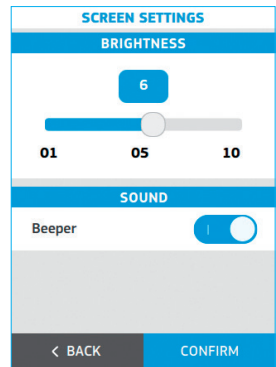 SCREEN SETTINGS
BRIGHTNESS
6
01 05 10
SOUND
Beeper
< BACK CONFIRM